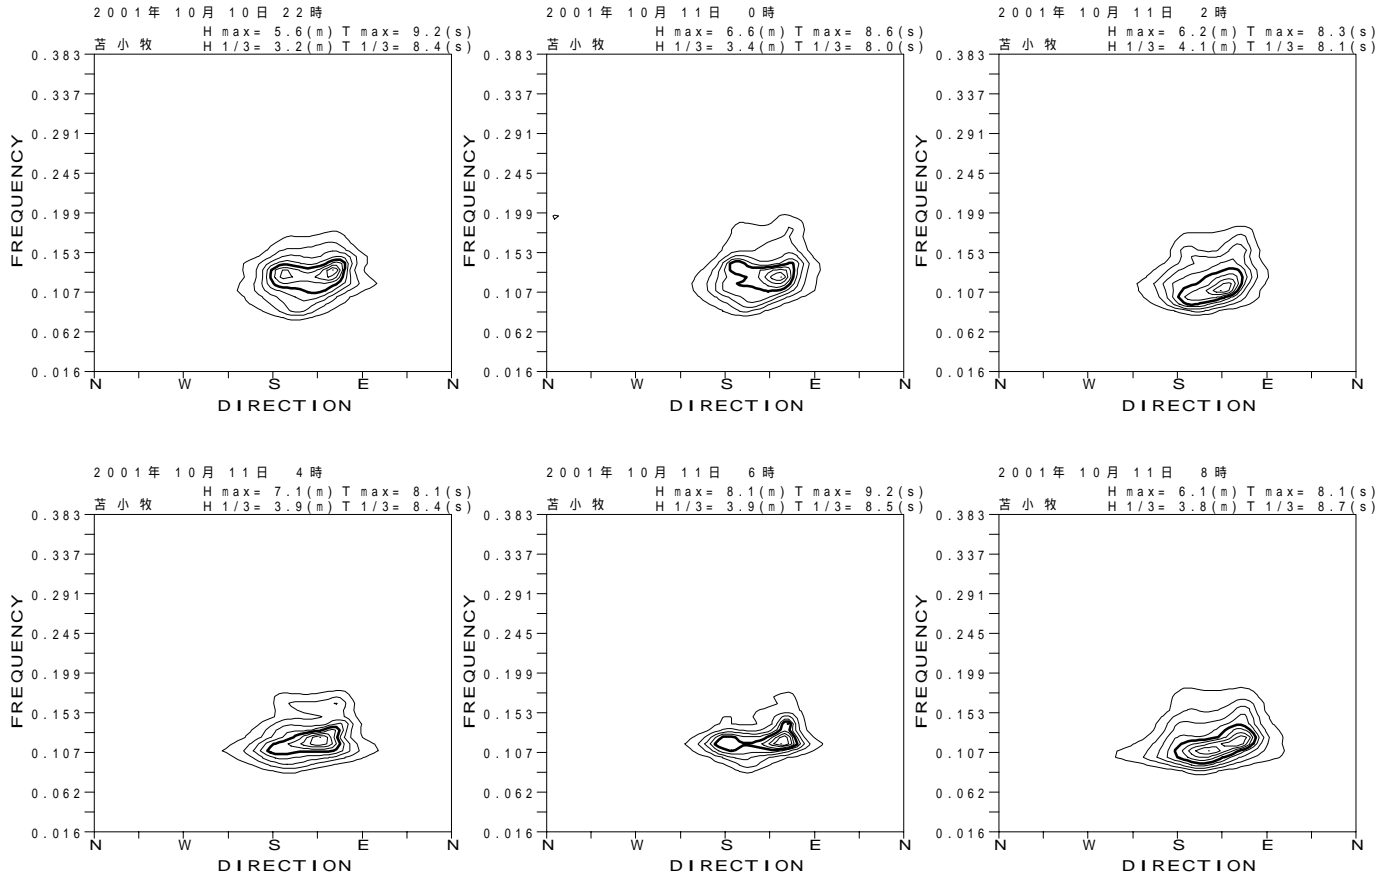 2001年 10月 10日 22時
H max= 5.6(m) T max= 9.2(s)
苫小牧 H 1/3= 3.2(m) T 1/3= 8.4(s)
0.383
0.337
0.291
0.245
0.199
0.153
0.107
0.062
0.016
FREQUENCY
N W S E N
DIRECTION
2001年 10月 11日 0時
H max= 6.6(m) T max= 8.6(s)
苫小牧 H 1/3= 3.4(m) T 1/3= 8.0(s)
0.383
0.337
0.291
0.245
0.199
0.153
0.107
0.062
0.016
FREQUENCY
N W S E N
DIRECTION
2001年 10月 11日 2時
H max= 6.2(m) T max= 8.3(s)
苫小牧 H 1/3= 4.1(m) T 1/3= 8.1(s)
0.383
0.337
0.291
0.245
0.199
0.153
0.107
0.062
0.016
FREQUENCY
N W S E N
DIRECTION
2001年 10月 11日 4時
H max= 7.1(m) T max= 8.1(s)
苫小牧 H 1/3= 3.9(m) T 1/3= 8.4(s)
0.383
0.337
0.291
0.245
0.199
0.153
0.107
0.062
0.016
FREQUENCY
N W S E N
DIRECTION
2001年 10月 11日 6時
H max= 8.1(m) T max= 9.2(s)
苫小牧 H 1/3= 3.9(m) T 1/3= 8.5(s)
0.383
0.337
0.291
0.245
0.199
0.153
0.107
0.062
0.016
FREQUENCY
N W S E N
DIRECTION
2001年 10月 11日 8時
H max= 6.1(m) T max= 8.1(s)
苫小牧 H 1/3= 3.8(m) T 1/3= 8.7(s)
0.383
0.337
0.291
0.245
0.199
0.153
0.107
0.062
0.016
FREQUENCY
N W S E N
DIRECTION